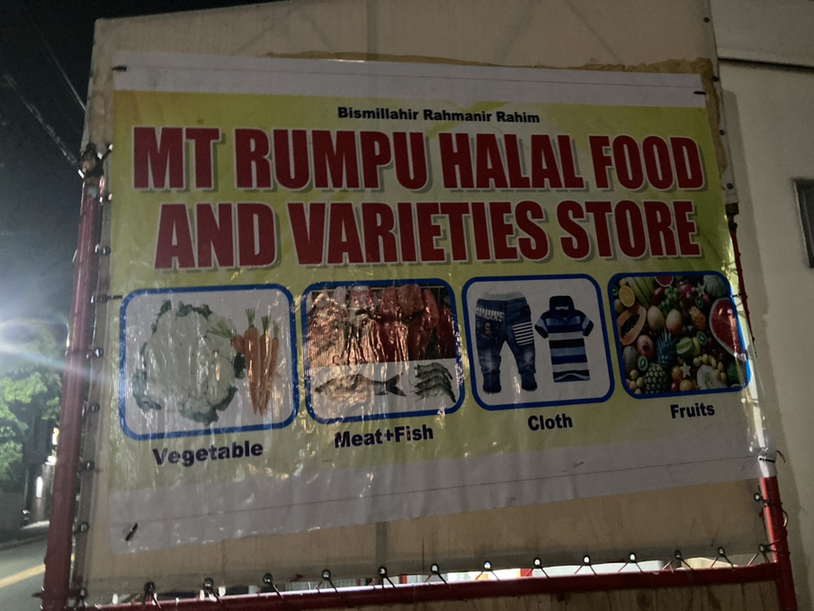 Bismillahir Rahmanir Rahim
MT RUMPU HALAL FOOD
AND VARIETIES STORE
Vegetable
Meat+Fish
Cloth
Fruits